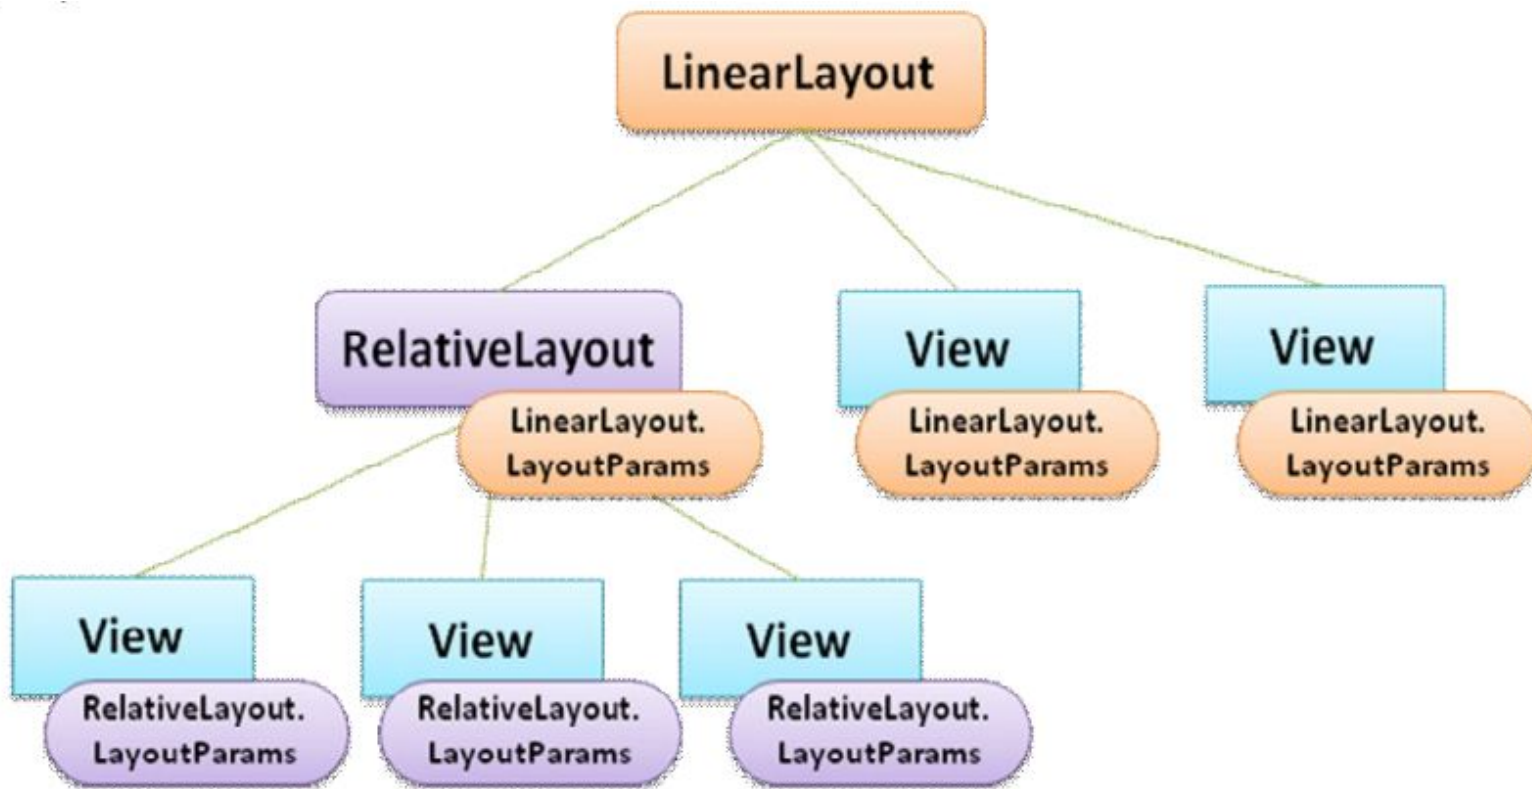 LinearLayout
RelativeLayout
View
View
LinearLayout.
LayoutParams
LinearLayout.
LayoutParams
LinearLayout.
LayoutParams
View
View
View
RelativeLayout.
LayoutParams
RelativeLayout.
LayoutParams
RelativeLayout.
LayoutParams